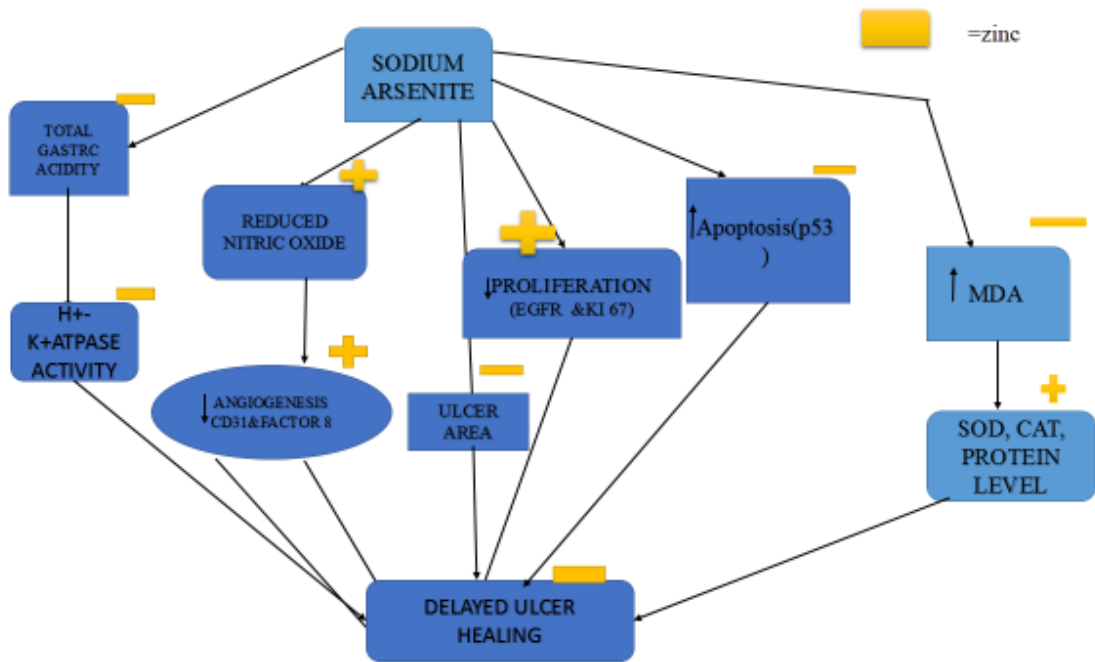 =zinc
SODIUM
ARSENITE
TOTAL
GASTRC
ACIDITY
REDUCED
NITRIC OXIDE
↑Apoptosis(p53
)
↓PROLIFERATION
(EGFR &KI 67)
↑ MDA
H+-
K+ATPASE
ACTIVITY
↓ ANGIOGENESIS
CD31&FACTOR 8
ULCER
AREA
SOD, CAT,
PROTEIN
LEVEL
DELAYED ULCER
HEALING